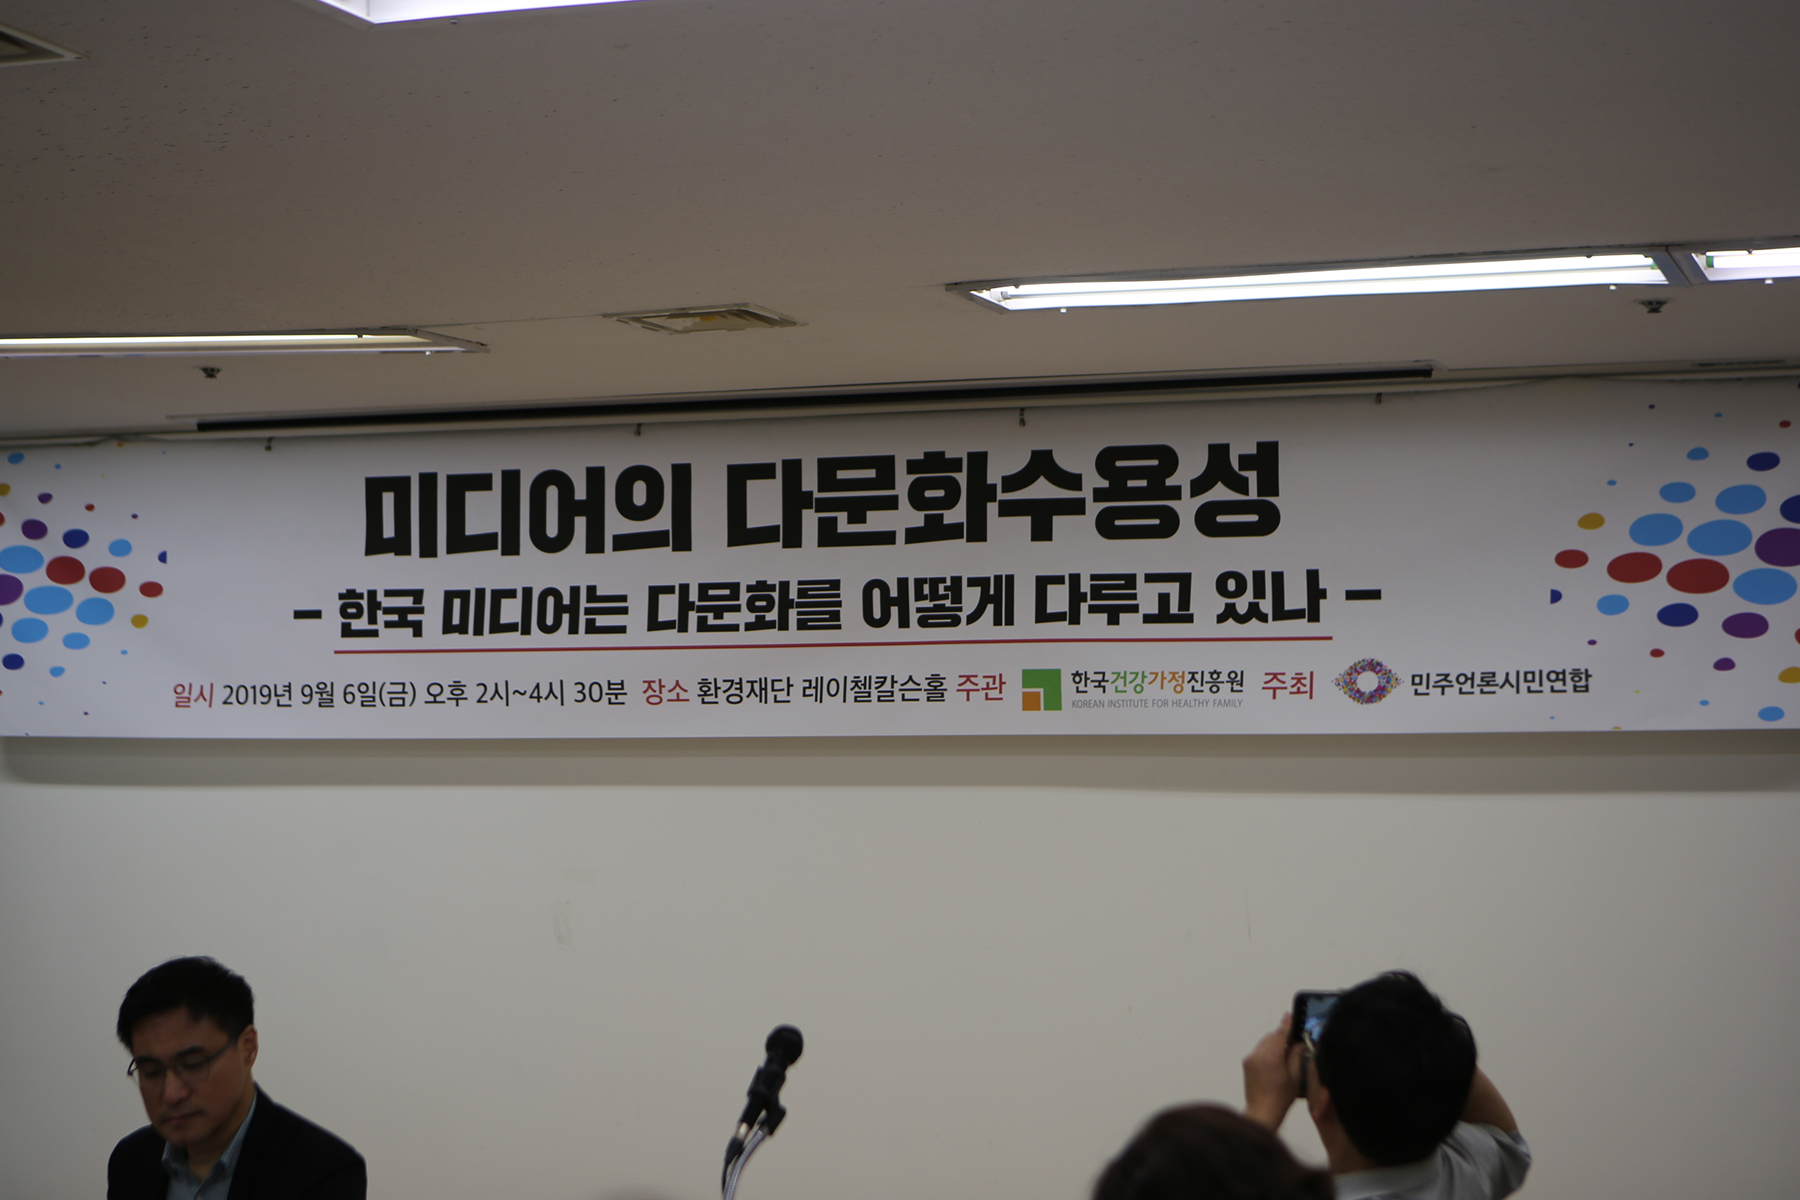 미디어의 다문화수용성
- 한국 미디어는 다문화를 어떻게 다루고 있나 -
일시 2019년 9월 6일(금) 오후 2시~4시 30분 장소 환경재단 레이첼칼슨홀 주관 한국건강가정진흥원 KOREAN INSTITUTE FOR HEALTHY FAMILY 주최 민주언론시민연합